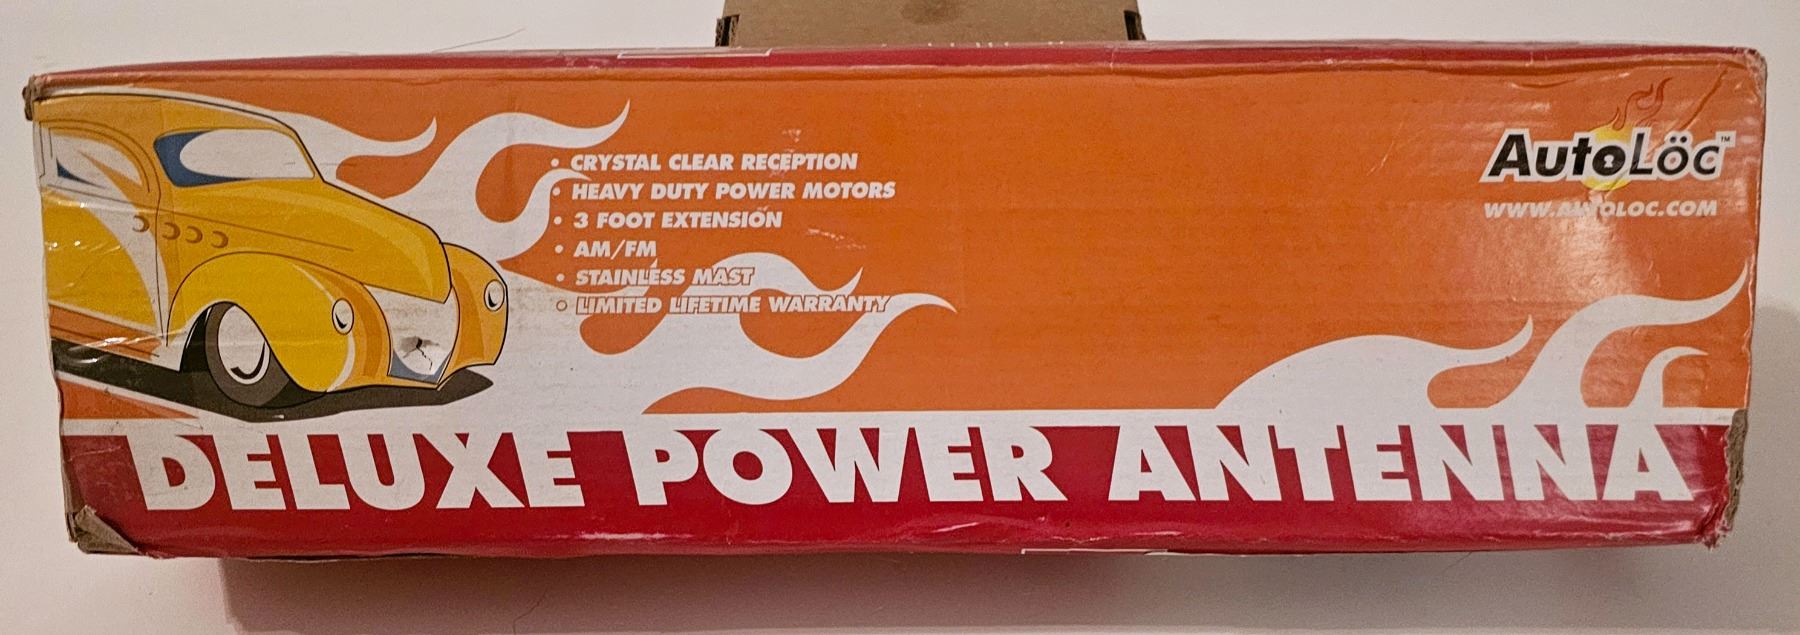 • CRYSTAL CLEAR RECEPTION
• HEAVY DUTY POWER MOTORS
• 3 FOOT EXTENSION
• AM/FM
• STAINLESS MAST
• LIMITED LIFETIME WARRANTY
AutoLöc™
WWW.AUTOLOC.COM
DELUXE POWER ANTENNA